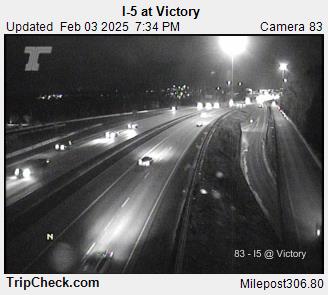 I-5 at Victory
Updated Feb 03 2025 7:34 PM Camera 83
T
N
83 - I5 @ Victory
TripCheck.com Milepost306.80